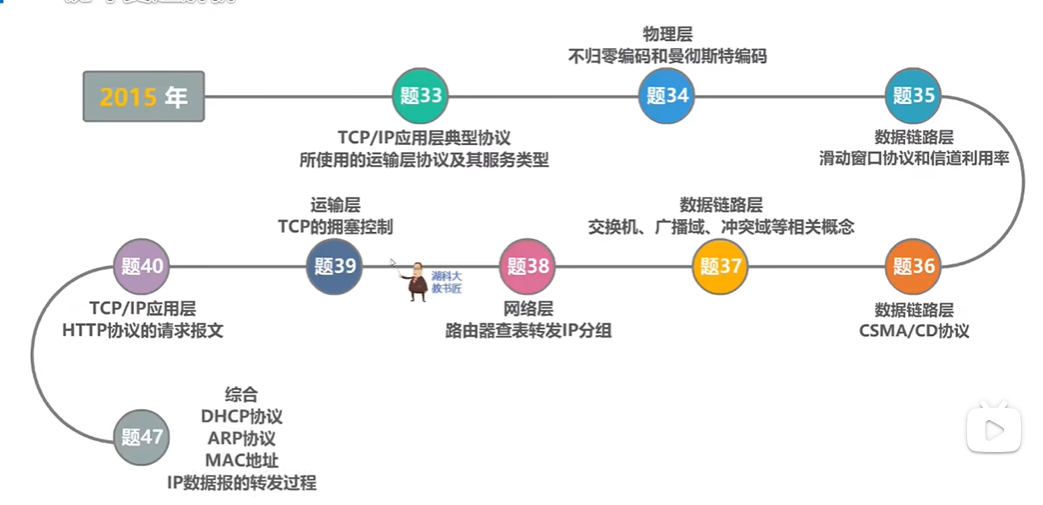 2015 年
题33
TCP/IP应用层典型协议
所使用的运输层协议及其服务类型
物理层
不归零编码和曼彻斯特编码
题34
题35
数据链路层
滑动窗口协议和信道利用率
题36
数据链路层
CSMA/CD协议
数据链路层
交换机、广播域、冲突域等相关概念
题37
题38
网络层
路由器查表转发IP分组
湖科大
教书匠
运输层
TCP的拥塞控制
题39
题40
TCP/IP应用层
HTTP协议的请求报文
题47
综合
DHCP协议
ARP协议
MAC地址
IP数据报的转发过程